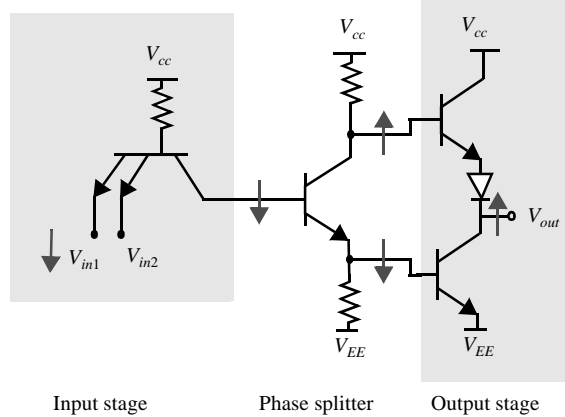 V_cc
V_cc
V_cc
V_in1
V_in2
V_out
V_EE
V_EE
Input stage
Phase splitter
Output stage